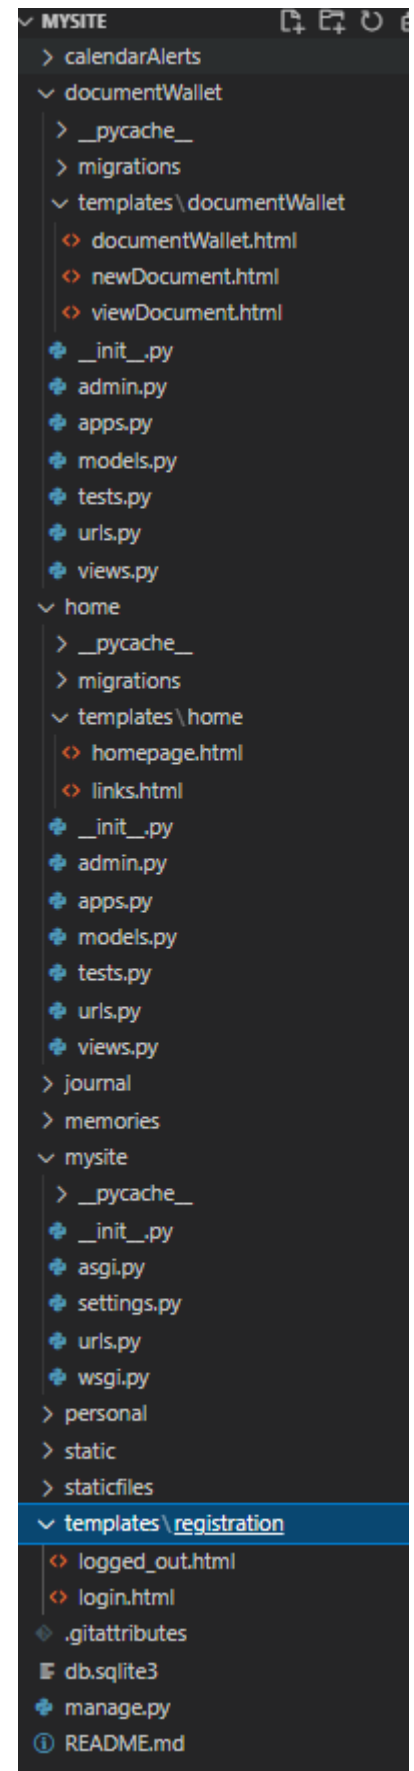 MYSITE
calendarAlerts
documentWallet
__pycache__
migrations
templates\documentWallet
documentWallet.html
newDocument.html
viewDocument.html
__init__.py
admin.py
apps.py
models.py
tests.py
urls.py
views.py
home
__pycache__
migrations
templates\home
homepage.html
links.html
__init__.py
admin.py
apps.py
models.py
tests.py
urls.py
views.py
journal
memories
mysite
__pycache__
__init__.py
asgi.py
settings.py
urls.py
wsgi.py
personal
static
staticfiles
templates\registration
logged_out.html
login.html
.gitattributes
db.sqlite3
manage.py
README.md